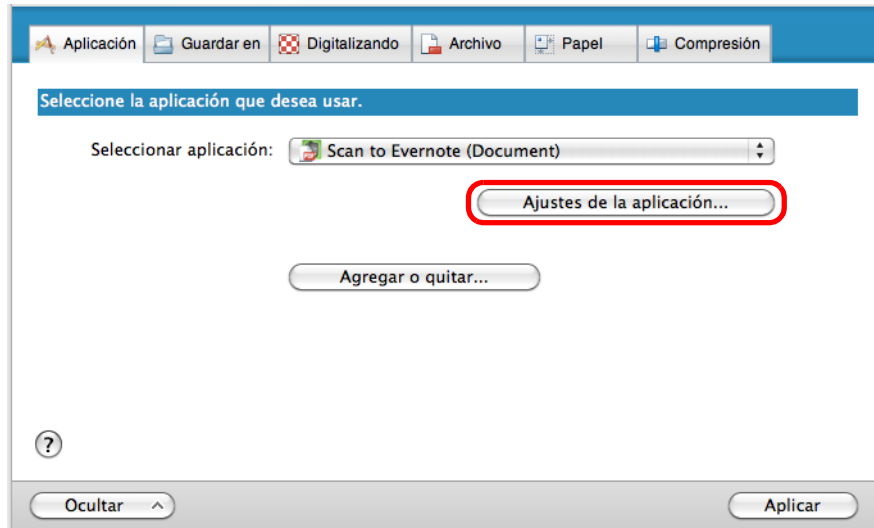 Aplicación Guardar en Digitalizando Archivo Papel Compresión
Seleccione la aplicación que desea usar.
Seleccionar aplicación: Scan to Evernote (Document)
Ajustes de la aplicación...
Agregar o quitar...
?
Ocultar Aplicar